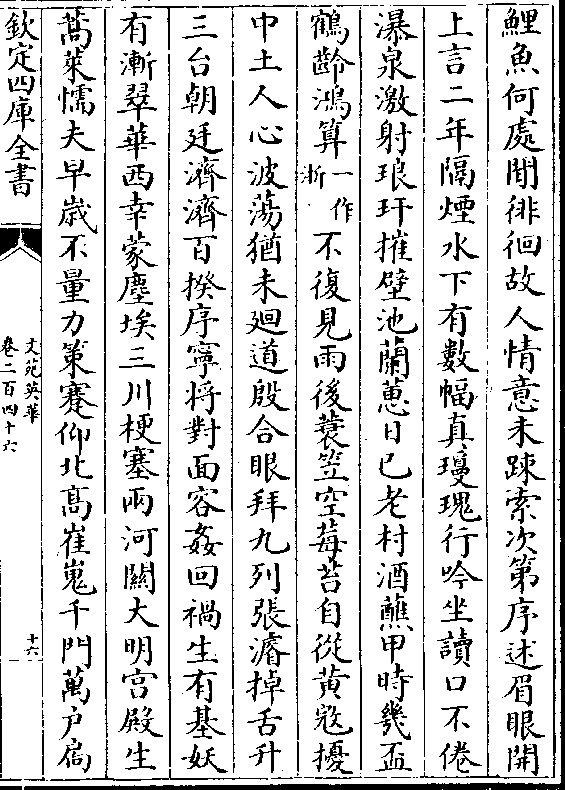 鯉魚何處閒徘徊故人情意未踈索次第序述眉眼開
上言二年隔煙水下有數幅真瓊瑰行吟坐讀口不倦
瀑泉激射琅玕摧壁池蘭蕙日已老村酒蘸甲時幾盃
鶴齡鴻算一作淅不復見雨後蓑笠空莓苔自從黄寇擾
中土人心波蕩猶未廻道殷合眼拜九列張濬掉舌升
三台朝廷濟濟百揆序寧將對面容姦回禍生有基妖
有漸翠華西幸蒙塵埃三川梗塞兩河闗大明宫殿生
蒿萊懦夫早歳不量力策蹇仰北髙崔嵬千門萬戶扃
欽定四庫全書
文苑英華
卷二百四十六
十六